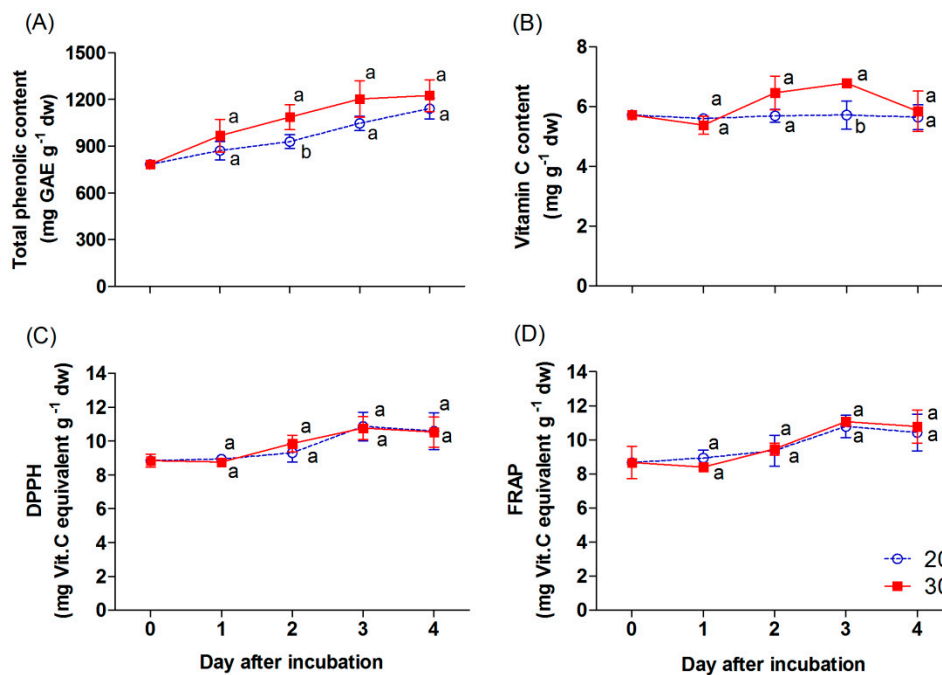 (A)
Total phenolic content
(mg GAE g⁻¹ dw)
1500
1200
900
600
300
0
a
a
a
a
a
b
a
a
(B)
Vitamin C content
(mg g⁻¹ dw)
8
6
4
2
0
a
a
a
a
a
a
b
a
(C)
DPPH
(mg Vit.C equivalent g⁻¹ dw)
14
12
10
8
6
4
2
0
a
a
a
a
a
a
a
a
0
1
2
3
4
Day after incubation
(D)
FRAP
(mg Vit.C equivalent g⁻¹ dw)
14
12
10
8
6
4
2
0
a
a
a
a
a
a
a
a
20
30
0
1
2
3
4
Day after incubation